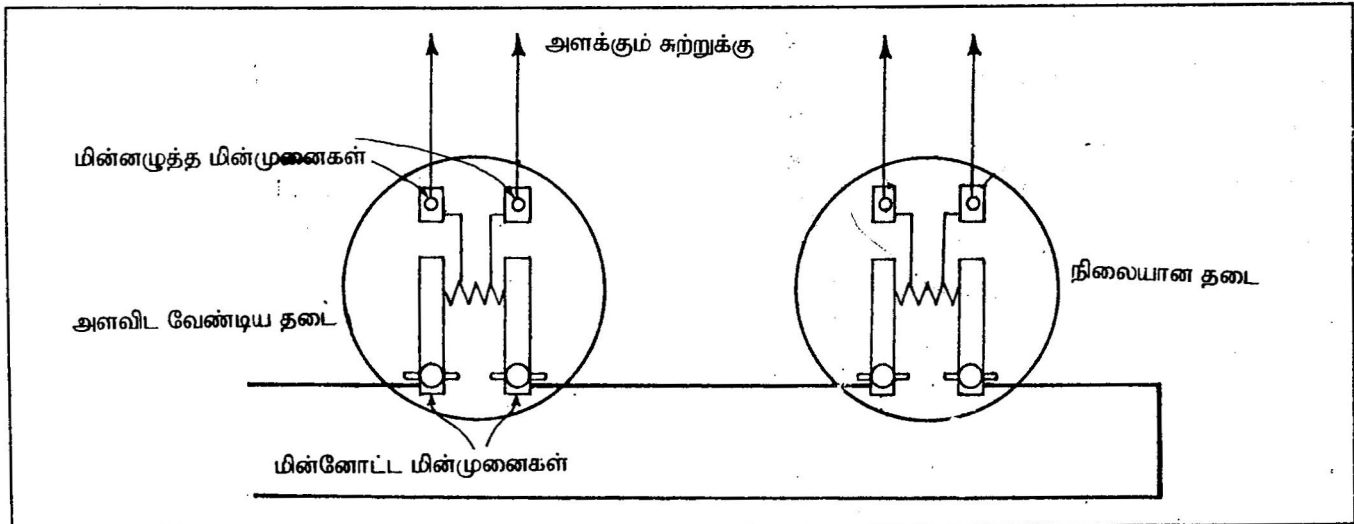 அளக்கும் சுற்றுக்கு
மின்னழுத்த மின்முனைகள்
நிலையான தடை
அளவிட வேண்டிய தடை
மின்னோட்ட மின்முனைகள்